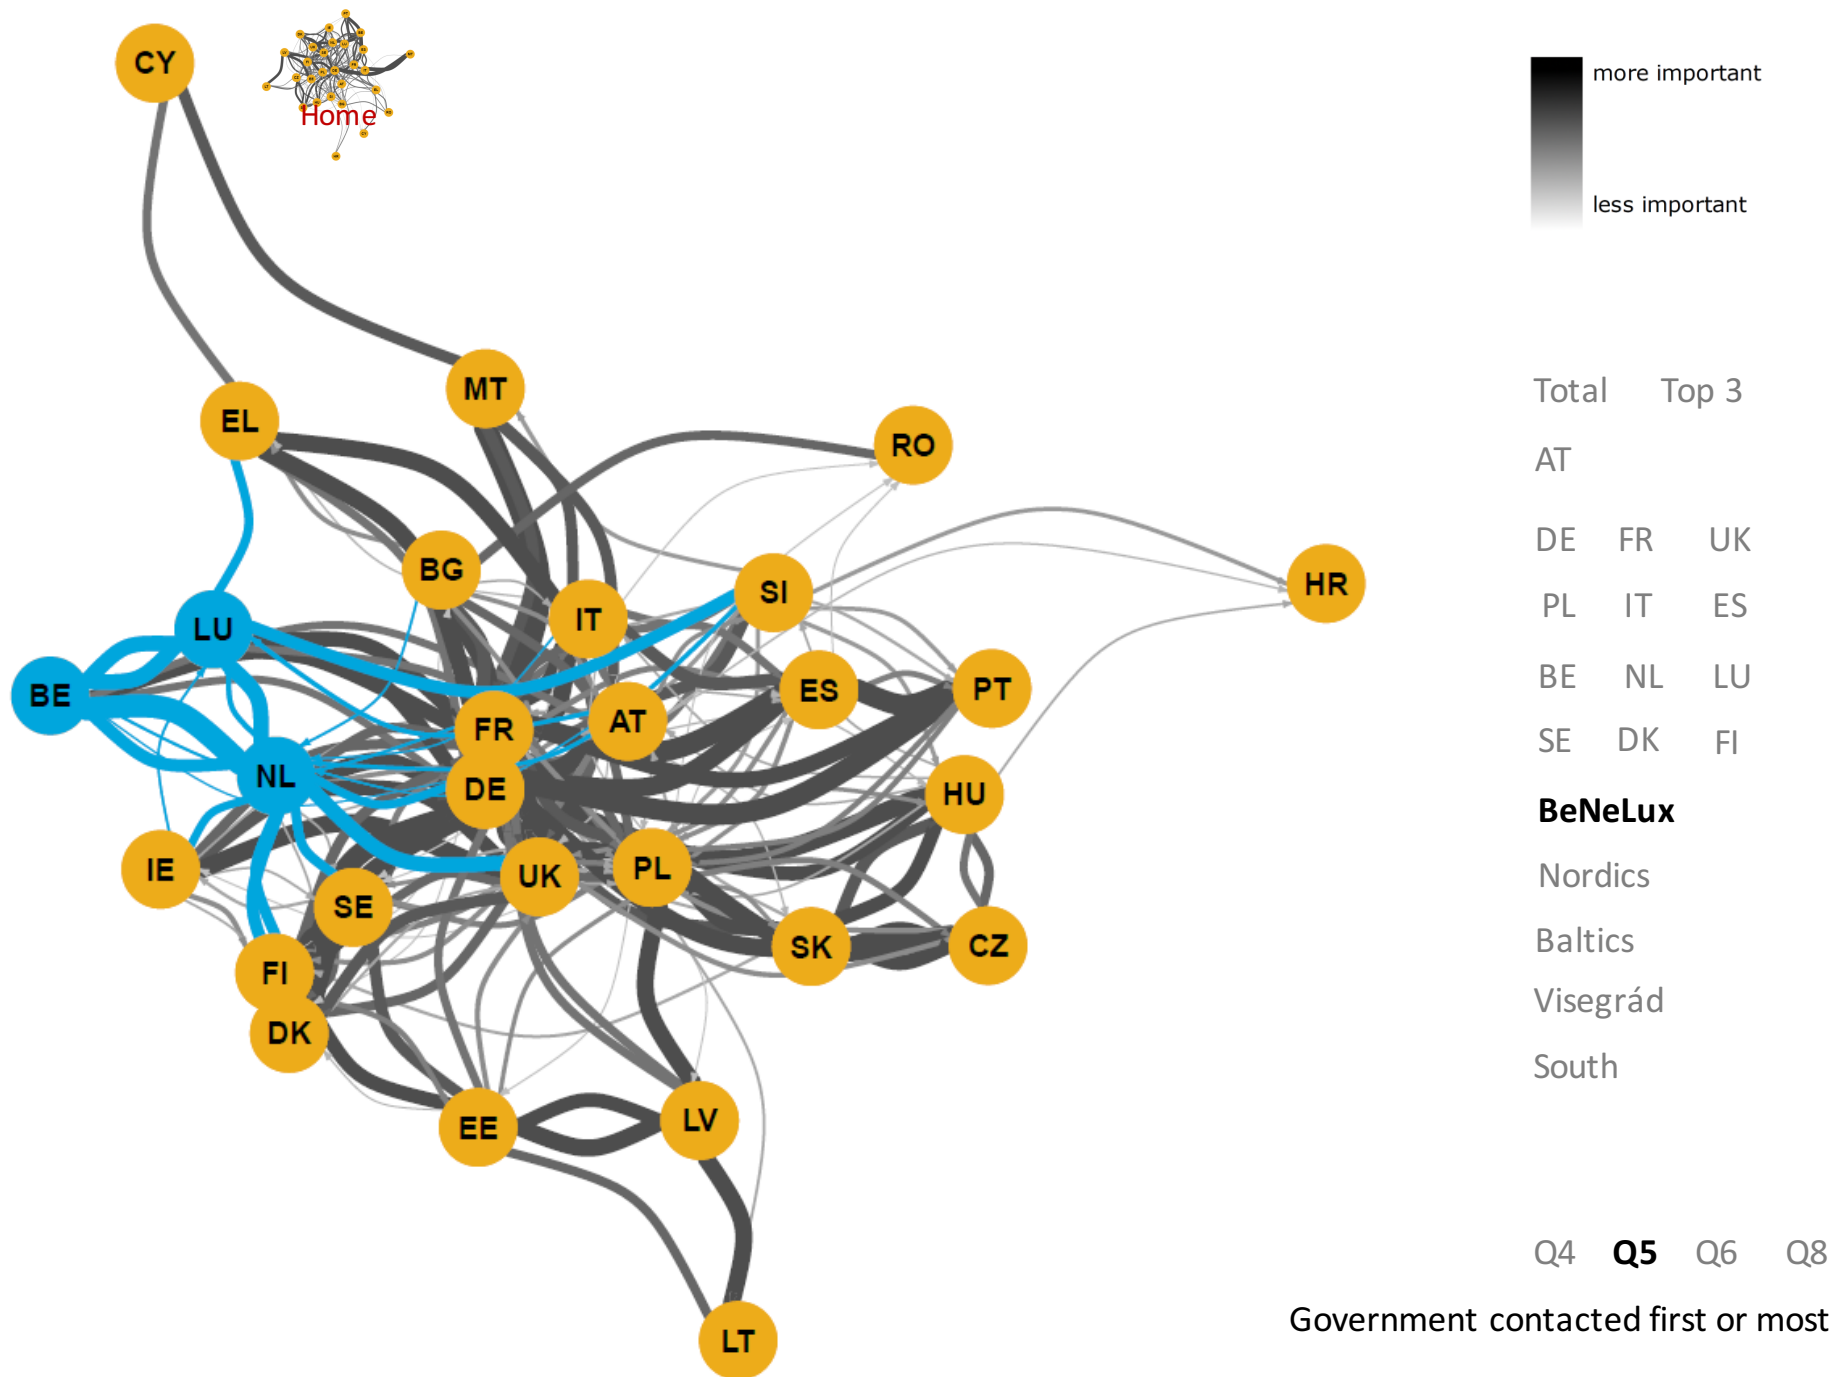 CY
Home
more important
less important
MT
Total Top 3
EL
RO
AT
BG
DE FR UK
SI
HR
IT
PL IT ES
LU
BE
ES
PT
BE NL LU
FR
AT
SE DK FI
NL
DE
HU
BeNeLux
IE
UK
PL
Nordics
SE
SK
CZ
Baltics
FI
Visegrád
DK
South
EE
LV
Q4 Q5 Q6 Q8
Government contacted first or most
LT